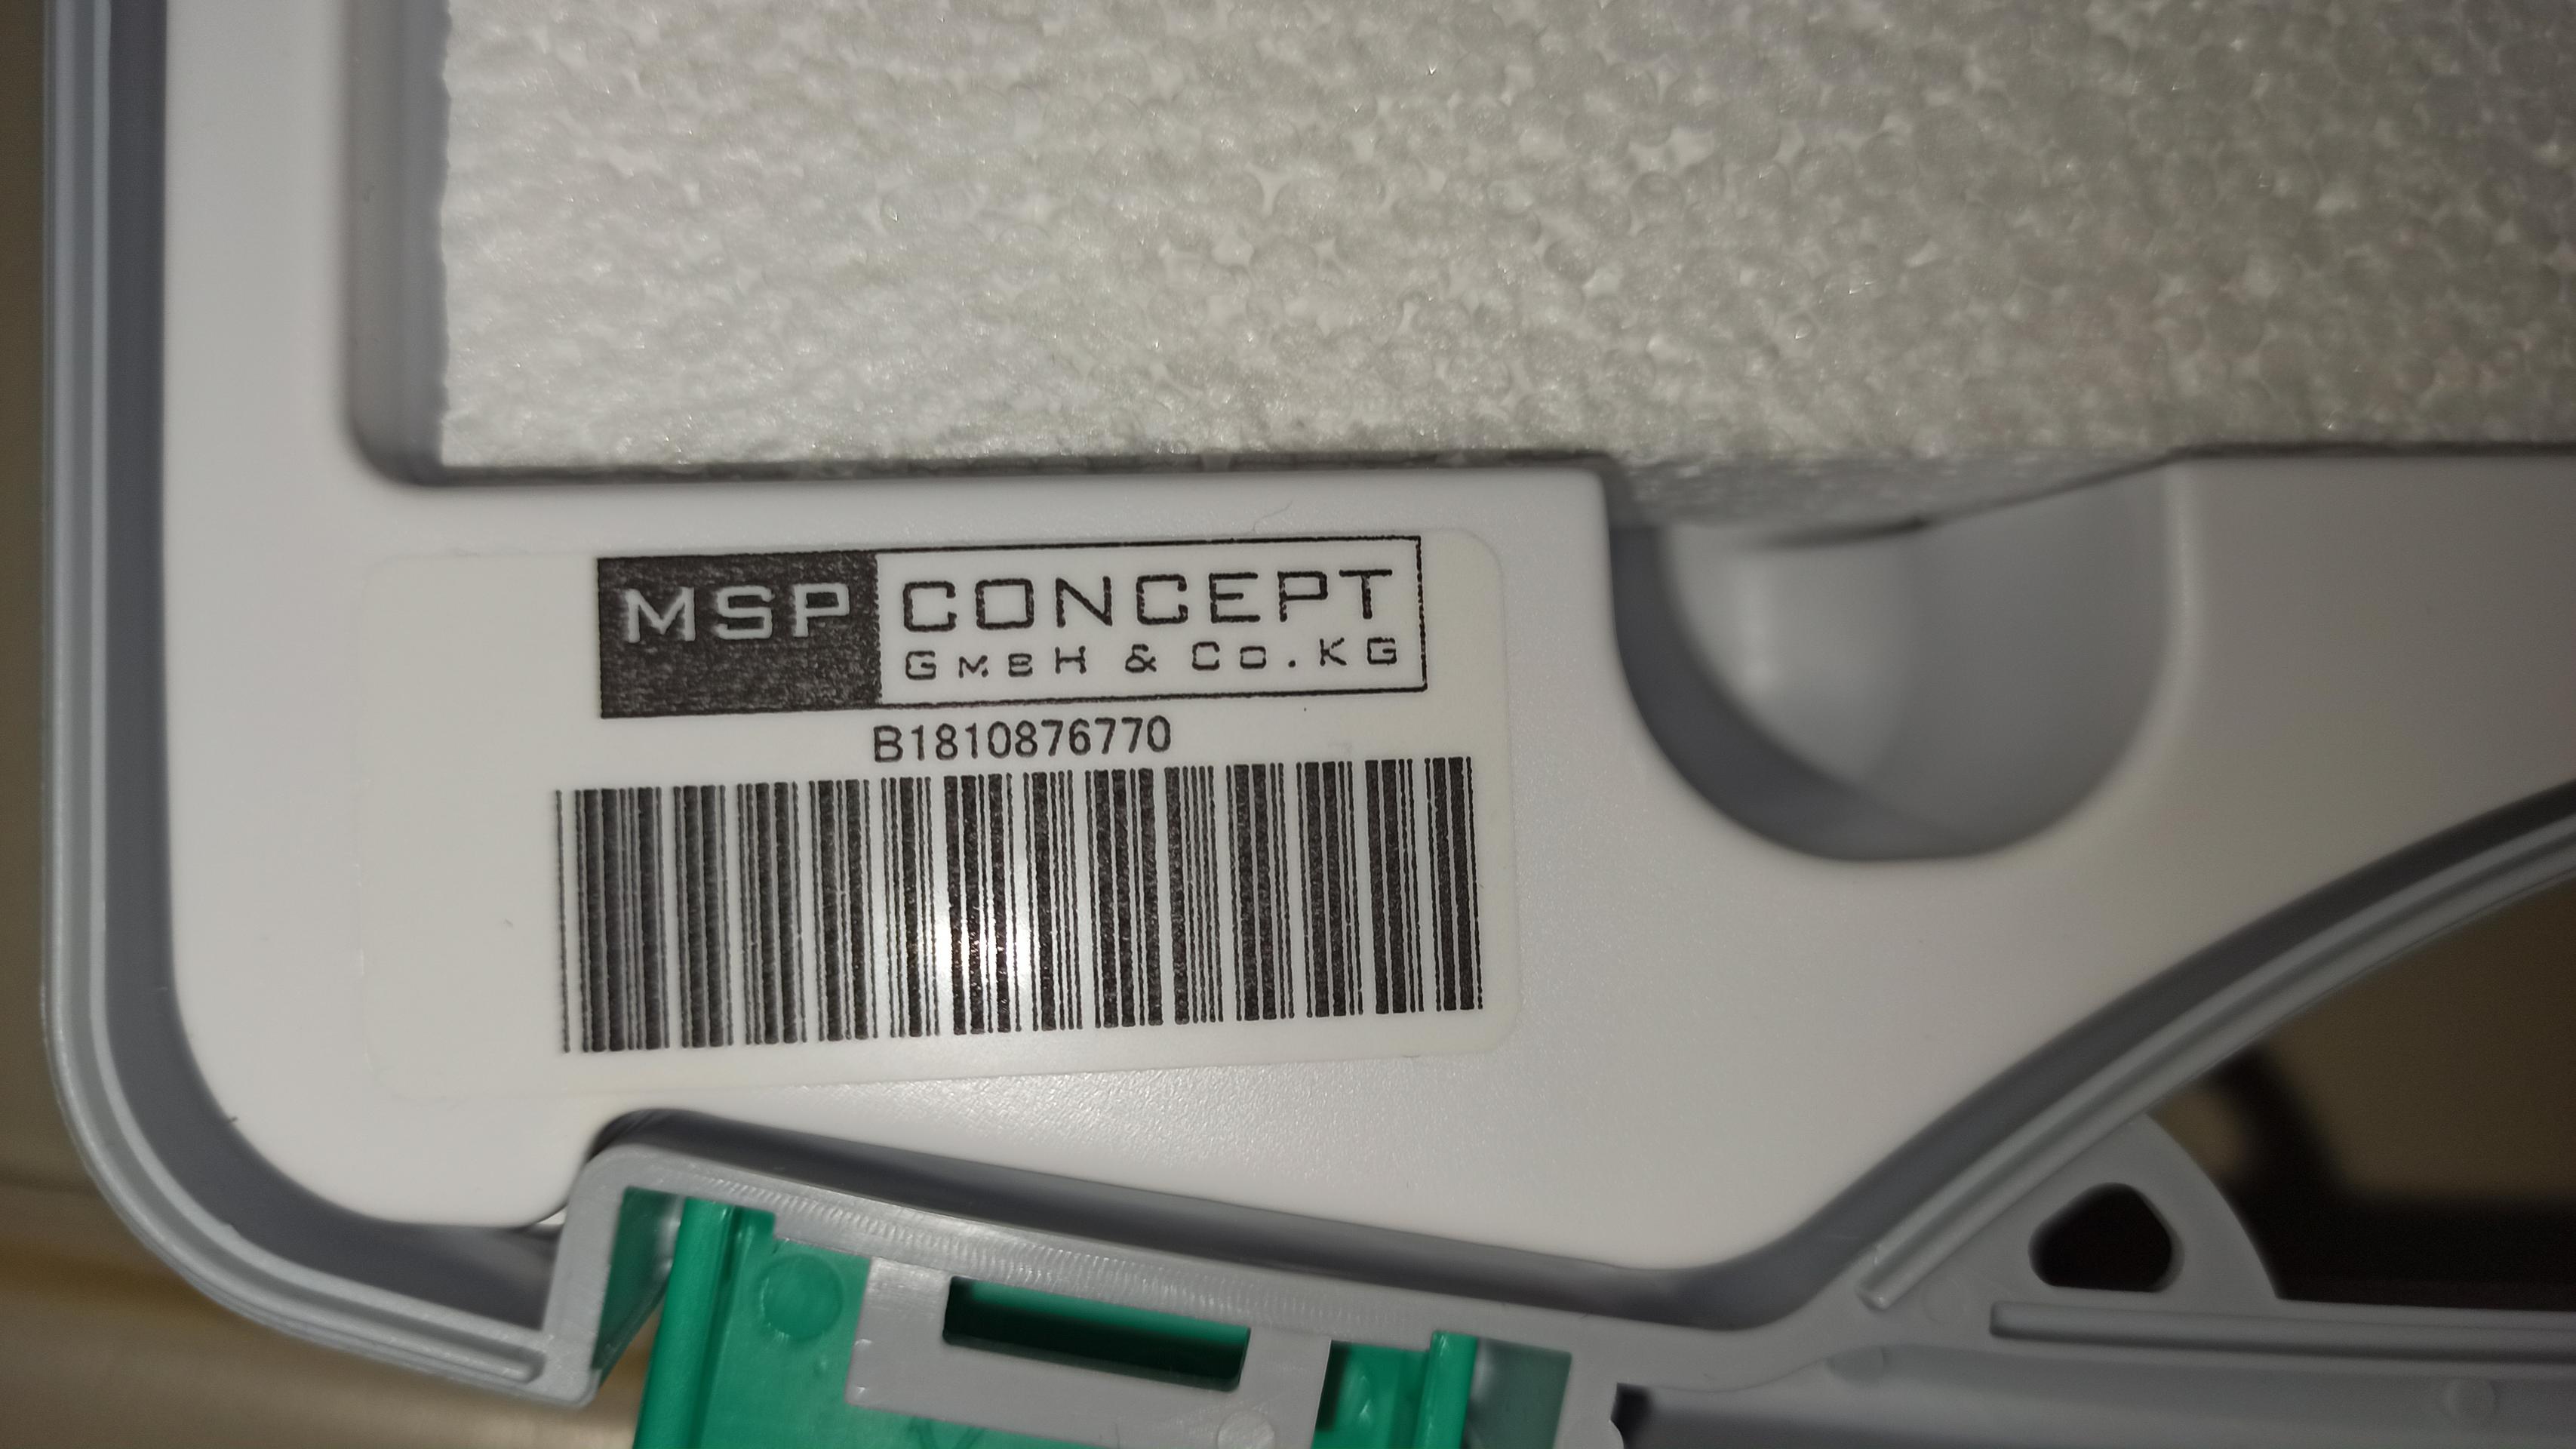 MSP CONCEPT
GMBH & CO.KG
B1810876770